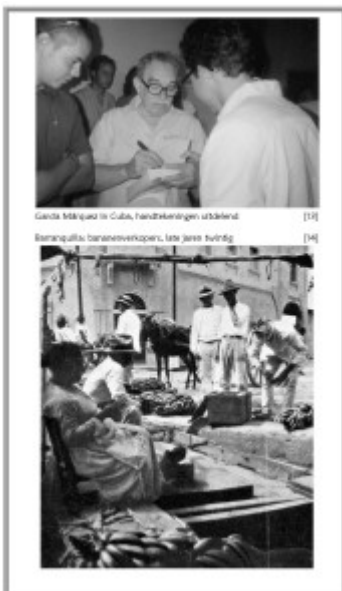 García Márquez in Cuba, handtekeningen uitdelend [13]
Barranquilla: bananenverkopers, late jaren twintig [14]